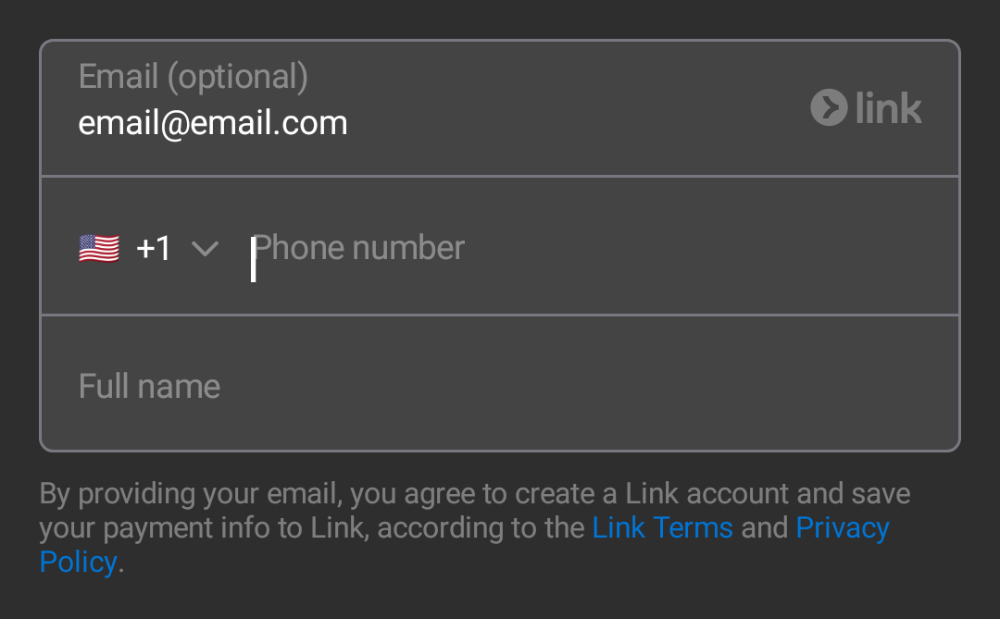 Email (optional)
email@email.com
link
+1 Phone number
Full name
By providing your email, you agree to create a Link account and save
your payment info to Link, according to the Link Terms and Privacy
Policy.